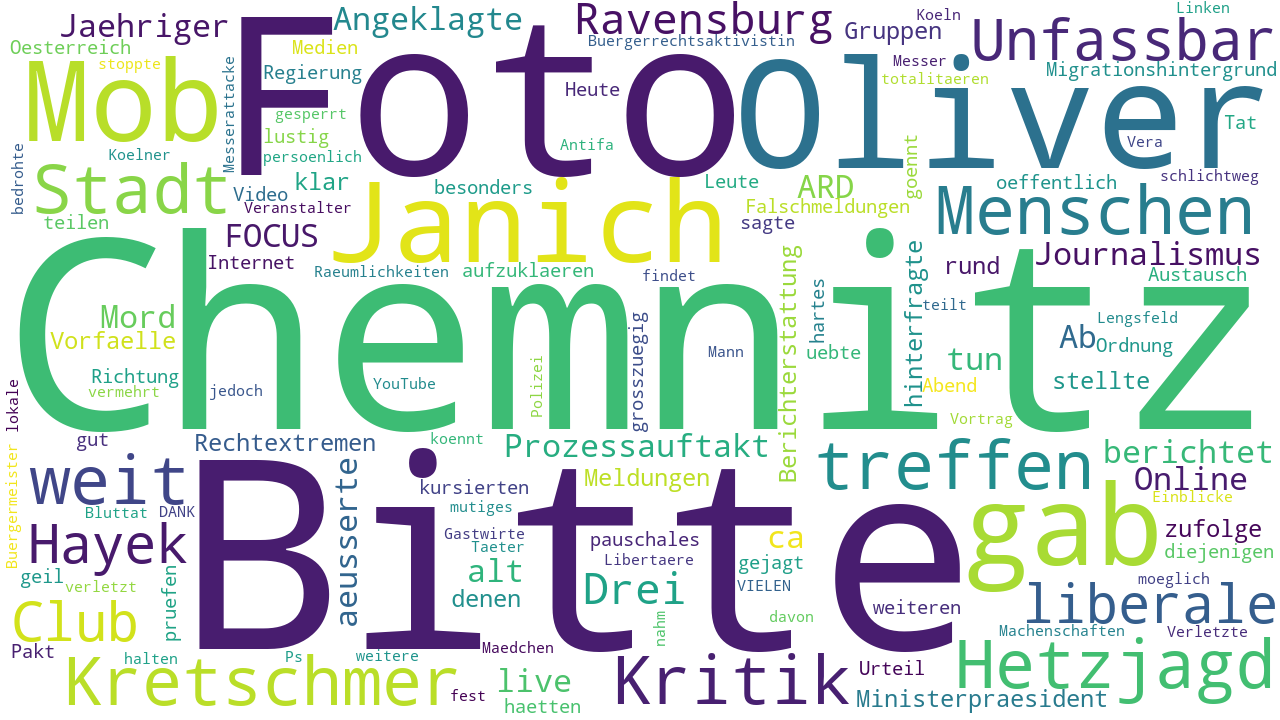 Jaehriger
Angeklagte
Ravensburg
Koeln
Linken
Oesterreich
Medien
Buergerrechtsaktivistin
Gruppen
Unfassbar
stoppte
Regierung
Foto
Oliver
Messer
Migrationshintergrund
Mob
Messerattacke
Heute
totalitaeren
gesperrt
lustig
Tat
Koelner
persoenlich
Antifa
Vera
bedrohte
Stadt
klar
besonders
Leute
ARD
goennt
oeffentlich
schlichtweg
Video
Veranstalter
Janich
Falschmeldungen
Menschen
teilen
FOCUS
sagte
Internet
Raeumlichkeiten
aufzuklaeren
findet
rund
Journalismus
Austausch
Chemnitz
Mord
Vorfaelle
grosszuegig
Berichterstattung
hartes
hinterfragte
teilt
Lengsfeld
Ab
Ordnung
Mann
uebte
tun
Richtung
YouTube
Polizei
Abend
stellte
vermehrt
jedoch
lokale
Vortrag
gut
Rechtextremen
koennt
Prozessauftakt
treffen
berichtet
weit
Meldungen
Online
Buergermeister
aeusserte
kursierten
Einblicke
Bluttat
DANK
mutiges
Bitte
gab
Hayek
Gastwirte
pauschales
ca
zufolge
Taeter
Libertaere
diejenigen
geil
verletzt
pruefen
alt
Drei
gejagt
VIELEN
moeglich
denen
weiteren
liberale
Club
nahm
davon
Machenschaften
Verletzte
Pakt
halten
Ps
weitere
Maedchen
Kretschmer
live
Kritik
Urteil
Hetzjagd
fest
haetten
Ministerpraesident